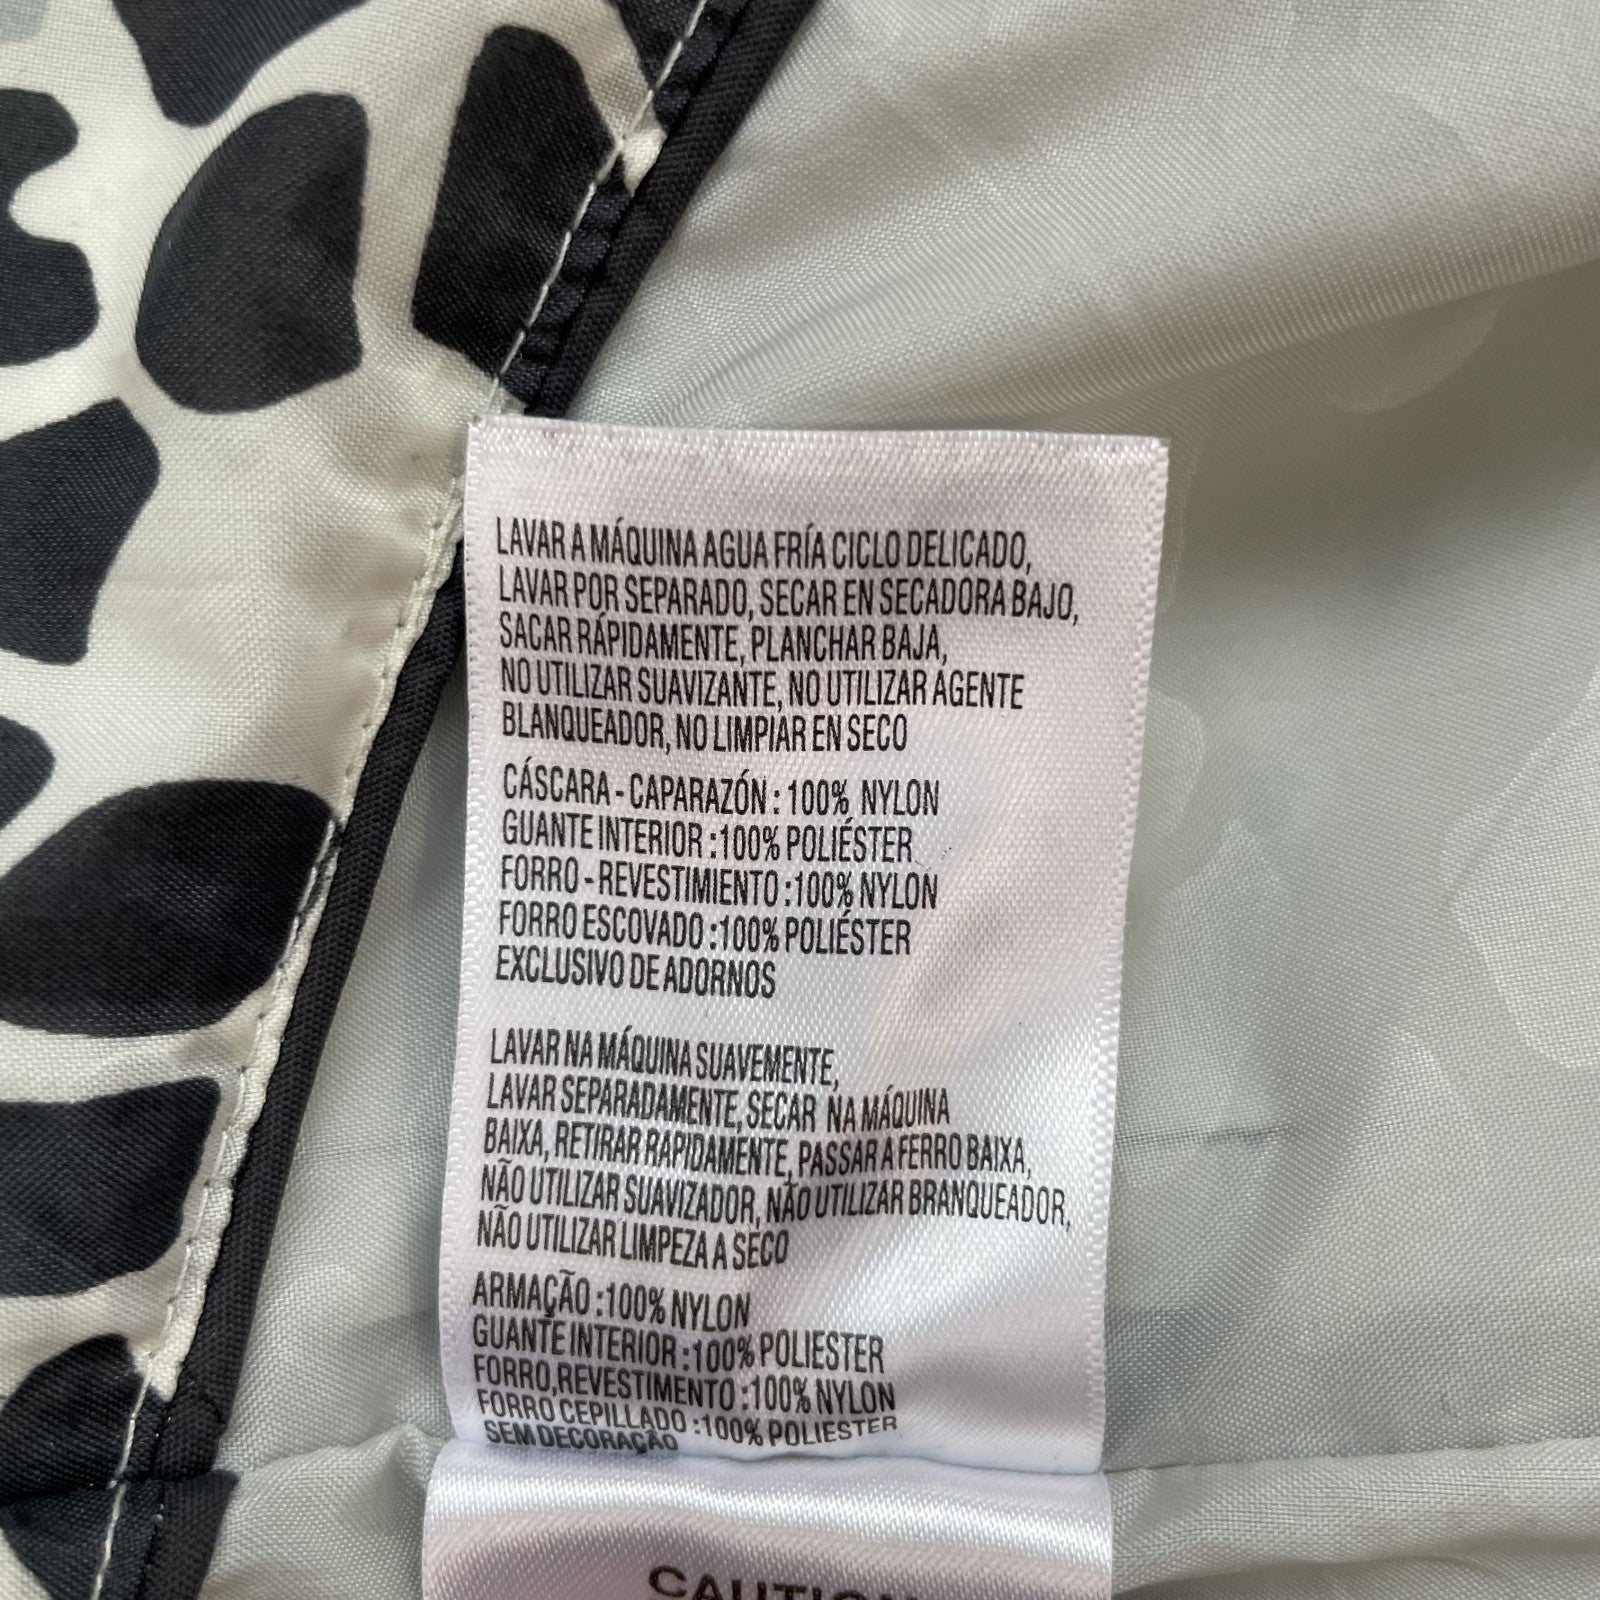 LAVAR A MÁQUINA AGUA FRÍA CICLO DELICADO,
LAVAR POR SEPARADO, SECAR EN SECADORA BAJO,
SACAR RÁPIDAMENTE, PLANCHAR BAJA,
NO UTILIZAR SUAVIZANTE, NO UTILIZAR AGENTE
BLANQUEADOR, NO LIMPIAR EN SECO
CÁSCARA - CAPARAZÓN : 100% NYLON
GUANTE INTERIOR :100% POLIÉSTER
FORRO - REVESTIMIENTO :100% NYLON
FORRO ESCOVADO :100% POLIÉSTER
EXCLUSIVO DE ADORNOS
LAVAR NA MÁQUINA SUAVEMENTE,
LAVAR SEPARADAMENTE, SECAR NA MÁQUINA
BAIXA, RETIRAR RAPIDAMENTE, PASSAR A FERRO BAIXA,
NÃO UTILIZAR SUAVIZADOR, NÃO UTILIZAR BRANQUEADOR,
NÃO UTILIZAR LIMPEZA A SECO
ARMAÇÃO :100% NYLON
GUANTE INTERIOR :100% POLIESTER
FORRO,REVESTIMENTO :100% NYLON
FORRO CEPILLADO :100% POLIESTER
SEM DECORAÇÃO
CAUTION